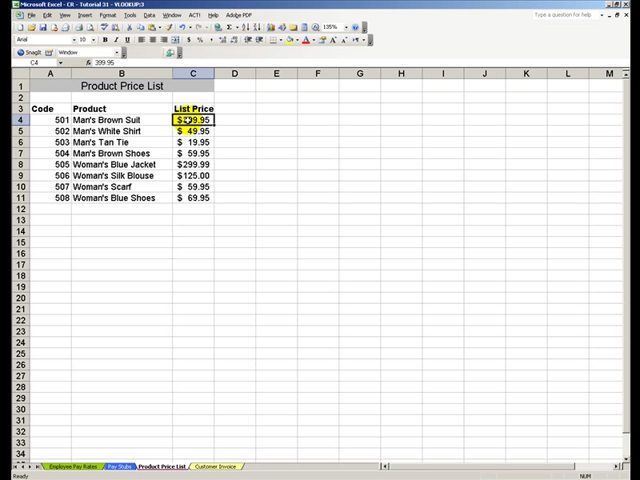 Microsoft Excel - CR - Tutorial 31 - VLOOKUP:3
File Edit View Insert Format Tools Data Window ACT! Help Adobe PDF
Type a question for help
135%
Arial 10 B I U
SnagIt Window
C4 fx 399.95
A B C D E F G H I J K L M
1 Product Price List
2
3 Code Product List Price
4 501 Man's Brown Suit
5 502 Man's White Shirt $ 49.95
6 503 Man's Tan Tie $ 19.95
7 504 Man's Brown Shoes $ 59.95
8 505 Woman's Blue Jacket $299.99
9 506 Woman's Silk Blouse $125.00
10 507 Woman's Scarf $ 59.95
11 508 Woman's Blue Shoes $ 69.95
12
13
14
15
16
17
18
19
20
21
22
23
24
25
26
27
28
29
30
31
32
33
34
Employee Pay Rates Pay Stubs Product Price List Customer Invoice
Ready NUM